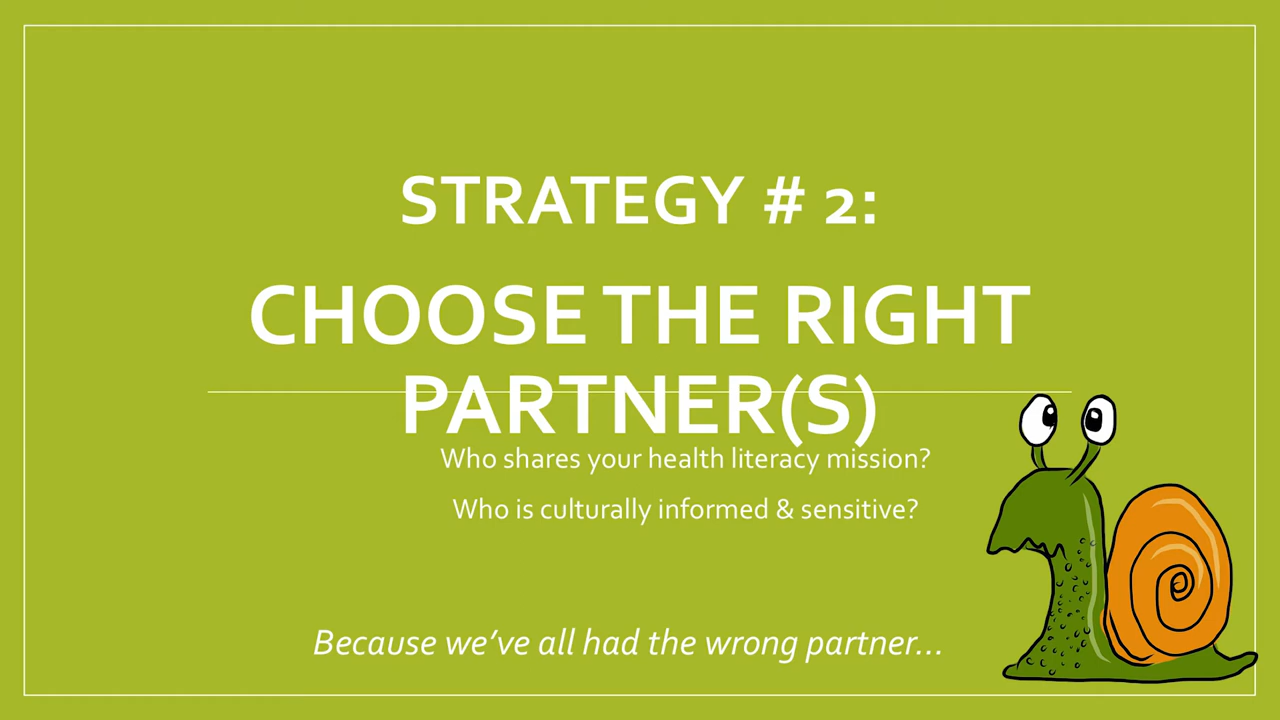 STRATEGY # 2:
CHOOSE THE RIGHT
PARTNER(S)
Who shares your health literacy mission?
Who is culturally informed & sensitive?
Because we’ve all had the wrong partner…